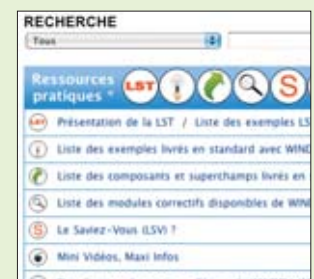 RECHERCHE
Tous
Ressources
pratiques * LST S
LST Présentation de la LST / Liste des exemples LS
Liste des exemples livrés en standard avec WIND
Liste des composants et superchamps livrés en
Liste des modules correctifs disponibles de WIN
S Le Saviez-Vous (LSV) ?
Mini Vidéos, Maxi Infos